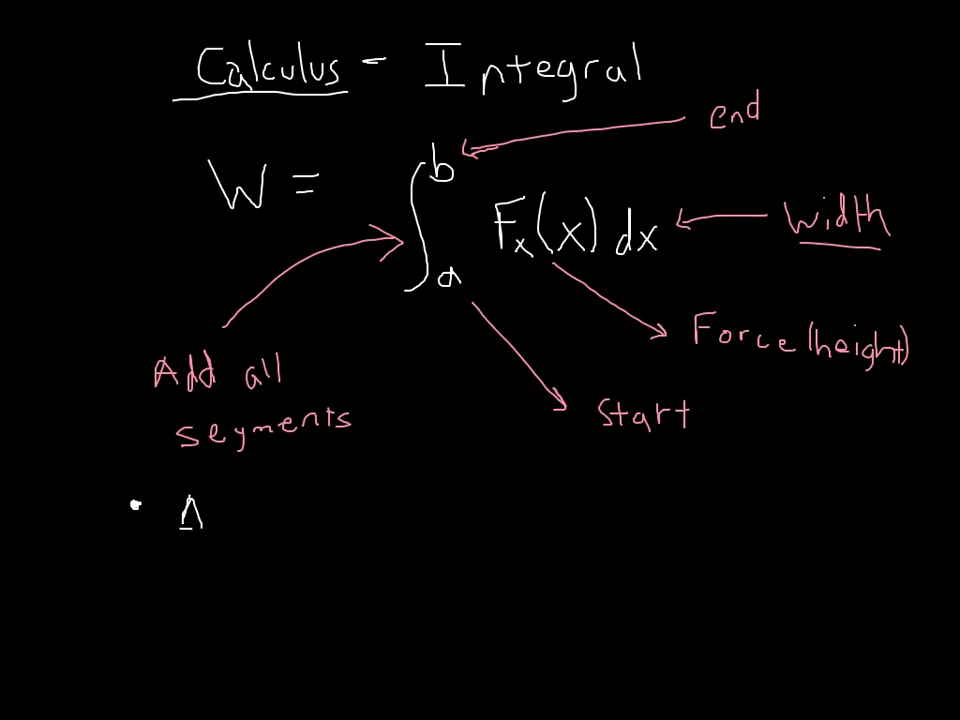 Calculus - Integral
end
W = ∫ₐᵇ Fₓ(x) dx
Width
Force (height)
Add all
segments
Start
•